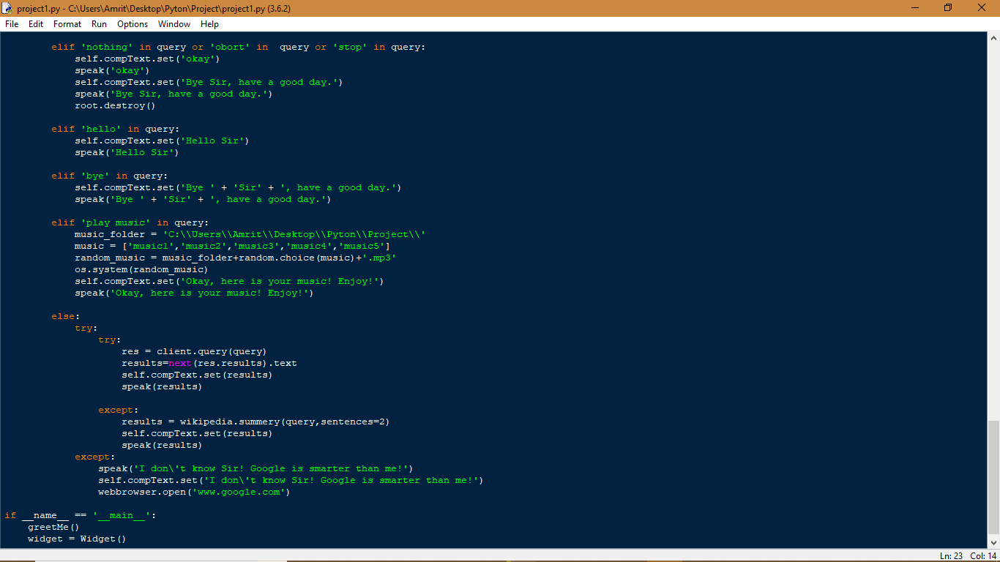 project1.py - C:\Users\Amrit\Desktop\Pyton\Project\project1.py (3.6.2)
File Edit Format Run Options Window Help
        elif 'nothing' in query or 'obort' in  query or 'stop' in query:
            self.compText.set('okay')
            speak('okay')
            self.compText.set('Bye Sir, have a good day.')
            speak('Bye Sir, have a good day.')
            root.destroy()
        elif 'hello' in query:
            self.compText.set('Hello Sir')
            speak('Hello Sir')
        elif 'bye' in query:
            self.compText.set('Bye ' + 'Sir' + ', have a good day.')
            speak('Bye ' + 'Sir' + ', have a good day.')
        elif 'play music' in query:
            music_folder = 'C:\\Users\\Amrit\\Desktop\\Pyton\\Project\\'
            music = ['music1','music2','music3','music4','music5']
            random_music = music_folder+random.choice(music)+'.mp3'
            os.system(random_music)
            self.compText.set('Okay, here is your music! Enjoy!')
            speak('Okay, here is your music! Enjoy!')
        else:
            try:
                try:
                    res = client.query(query)
                    results=next(res.results).text
                    self.compText.set(results)
                    speak(results)
                except:
                    results = wikipedia.summery(query,sentences=2)
                    self.compText.set(results)
                    speak(results)
            except:
                speak('I don\'t know Sir! Google is smarter than me!')
                self.compText.set('I don\'t know Sir! Google is smarter than me!')
                webbrowser.open('www.google.com')
if __name__ == '__main__':
    greetMe()
    widget = Widget()
Ln: 23 Col: 14